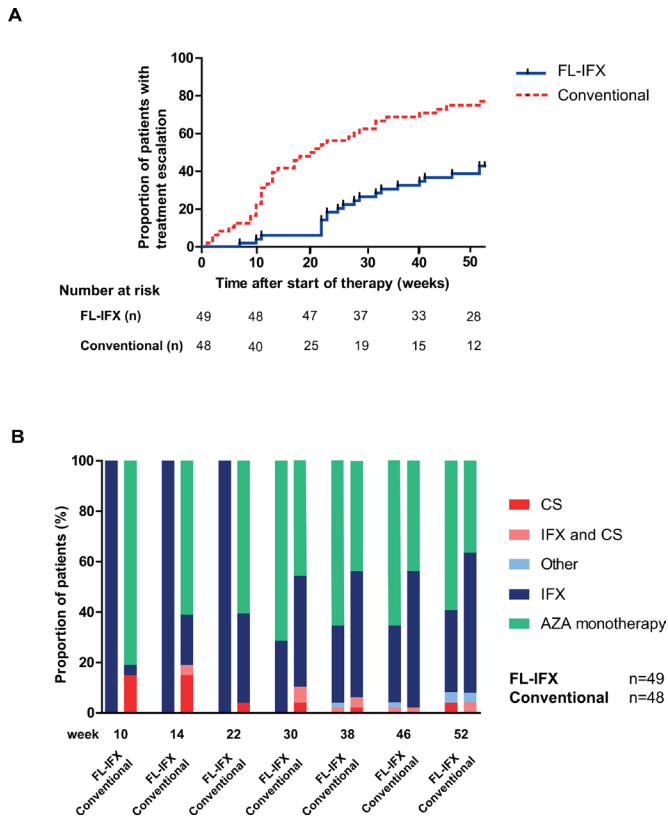 A
Proportion of patients with
treatment escalation
100
80
60
40
20
0
0 10 20 30 40 50
Time after start of therapy (weeks)
FL-IFX
Conventional
Number at risk
FL-IFX (n) 49 48 47 37 33 28
Conventional (n) 48 40 25 19 15 12
B
Proportion of patients (%)
100
80
60
40
20
0
week 10 14 22 30 38 46 52
FL-IFX Conventional FL-IFX Conventional FL-IFX Conventional FL-IFX Conventional FL-IFX Conventional FL-IFX Conventional FL-IFX Conventional
CS
IFX and CS
Other
IFX
AZA monotherapy
FL-IFX n=49
Conventional n=48